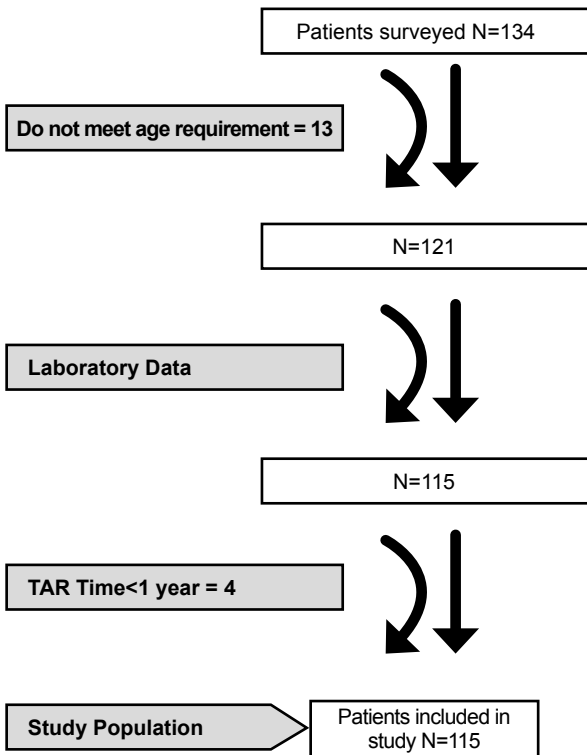 Patients surveyed N=134
Do not meet age requirement = 13
N=121
Laboratory Data
N=115
TAR Time<1 year = 4
Study Population
Patients included in
study N=115